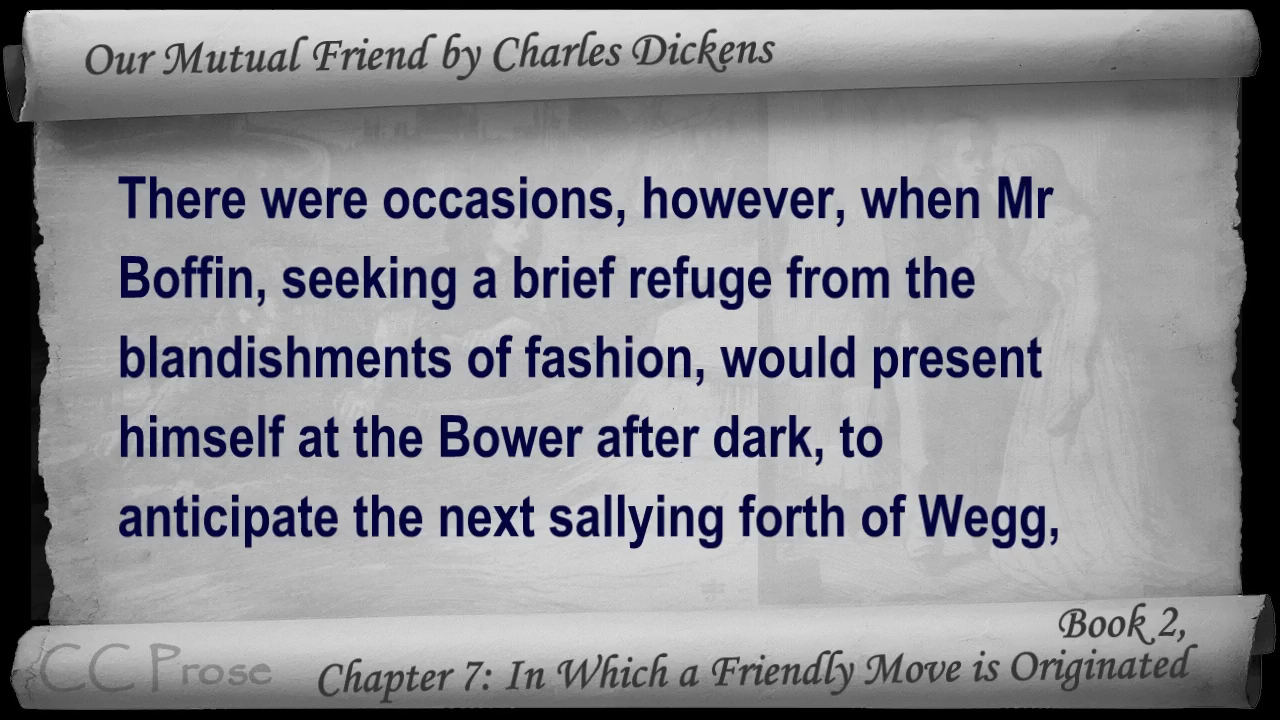 Our Mutual Friend by Charles Dickens
There were occasions, however, when Mr
Boffin, seeking a brief refuge from the
blandishments of fashion, would present
himself at the Bower after dark, to
anticipate the next sallying forth of Wegg,
Book 2,
CC Prose
Chapter 7: In Which a Friendly Move is Originated